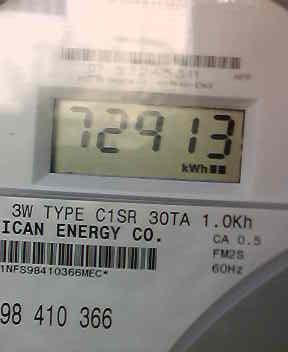 72913
kWh
3W TYPE C1SR 30TA 1.0Kh
ICAN ENERGY CO.
CA 0.5
FM2S
1NFS98410366MEC*
60Hz
98 410 366